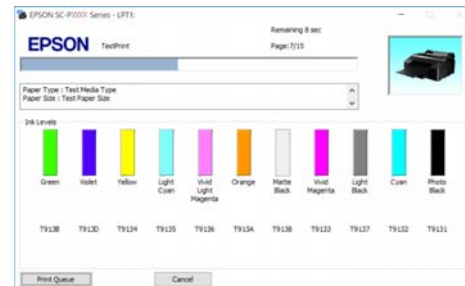 EPSON SC-PXXXX Series - LPT1:
Remaining 8 sec
EPSON
TestPrint
Page:7/15
Paper Type : Text Media Type
Paper Size : Test Paper Size
Ink Levels
Green Violet Yellow Light Cyan Vivid Light Magenta Orange Matte Black Vivid Magenta Light Black Cyan Photo Black
T913B T913D T9134 T9135 T9136 T913A T9138 T9133 T9137 T9132 T9131
Print Queue Cancel